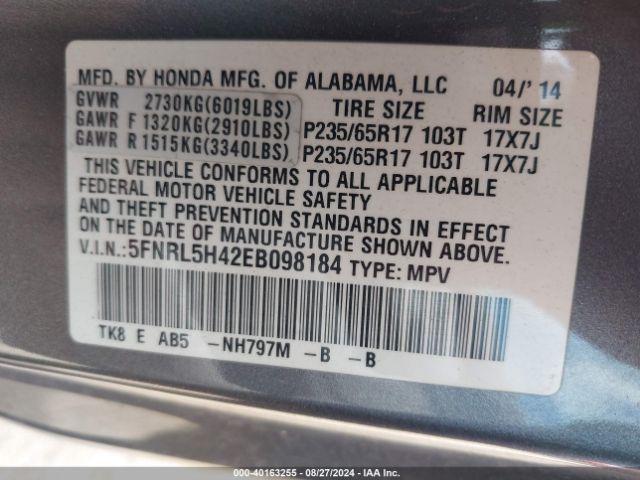 MFD. BY HONDA MFG. OF ALABAMA, LLC 04/' 14
GVWR 2730KG(6019LBS) TIRE SIZE RIM SIZE
GAWR F 1320KG(2910LBS) P235/65R17 103T 17X7J
GAWR R 1515KG(3340LBS) P235/65R17 103T 17X7J
THIS VEHICLE CONFORMS TO ALL APPLICABLE
FEDERAL MOTOR VEHICLE SAFETY
AND THEFT PREVENTION STANDARDS IN EFFECT
ON THE DATE OF MANUFACTURE SHOWN ABOVE.
V.I.N.:5FNRL5H42EB098184 TYPE: MPV
TK8 E AB5 -NH797M -B -B
000-40163255 - 08/27/2024 - IAA Inc.